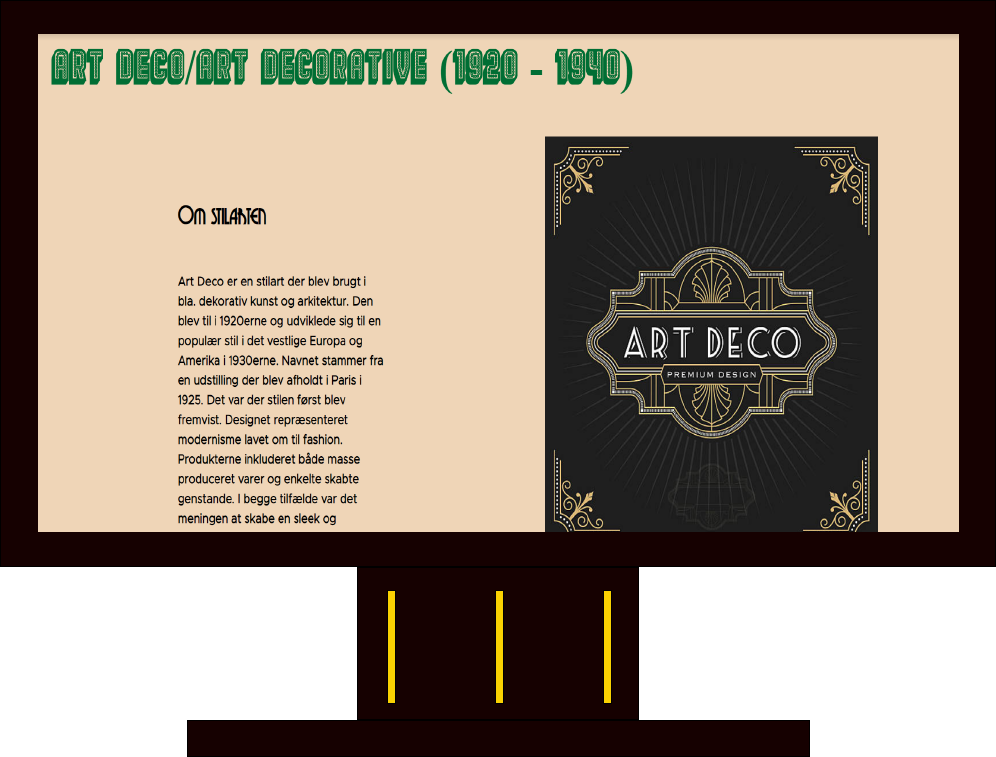 ART DECO/ART DECORATIVE (1920 - 1940)
Om stilarten
Art Deco er en stilart der blev brugt i
bla. dekorativ kunst og arkitektur. Den
blev til i 1920erne og udviklede sig til en
populær stil i det vestlige Europa og
Amerika i 1930erne. Navnet stammer fra
en udstilling der blev afholdt i Paris i
1925. Det var der stilen først blev
fremvist. Designet repræsenteret
modernisme lavet om til fashion.
Produkterne inkluderet både masse
produceret varer og enkelte skabte
genstande. I begge tilfælde var det
meningen at skabe en sleek og
ART DECO
PREMIUM DESIGN